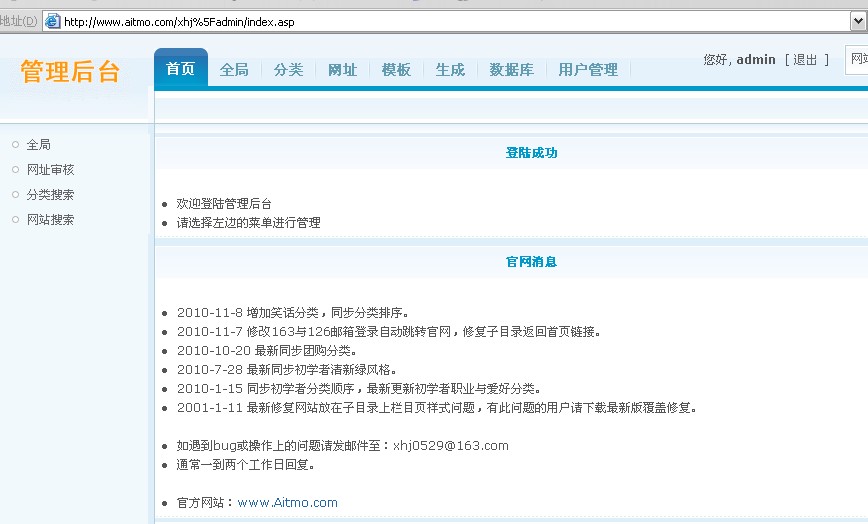 地址(D) http://www.aitmo.com/xhj%5Fadmin/index.asp
管理后台
首页 全局 分类 网址 模板 生成 数据库 用户管理
您好, admin [ 退出 ]
全局
网址审核
分类搜索
网站搜索
登陆成功
欢迎登陆管理后台
请选择左边的菜单进行管理
官网消息
2010-11-8 增加笑话分类，同步分类排序。
2010-11-7 修改163与126邮箱登录自动跳转官网，修复子目录返回首页链接。
2010-10-20 最新同步团购分类。
2010-7-28 最新同步初学者清新绿风格。
2010-1-15 同步初学者分类顺序，最新更新初学者职业与爱好分类。
2001-1-11 最新修复网站放在子目录上栏目页样式问题，有此问题的用户请下载最新版覆盖修复。
如遇到bug或操作上的问题请发邮件至：xhj0529@163.com
通常一到两个工作日回复。
官方网站：www.Aitmo.com